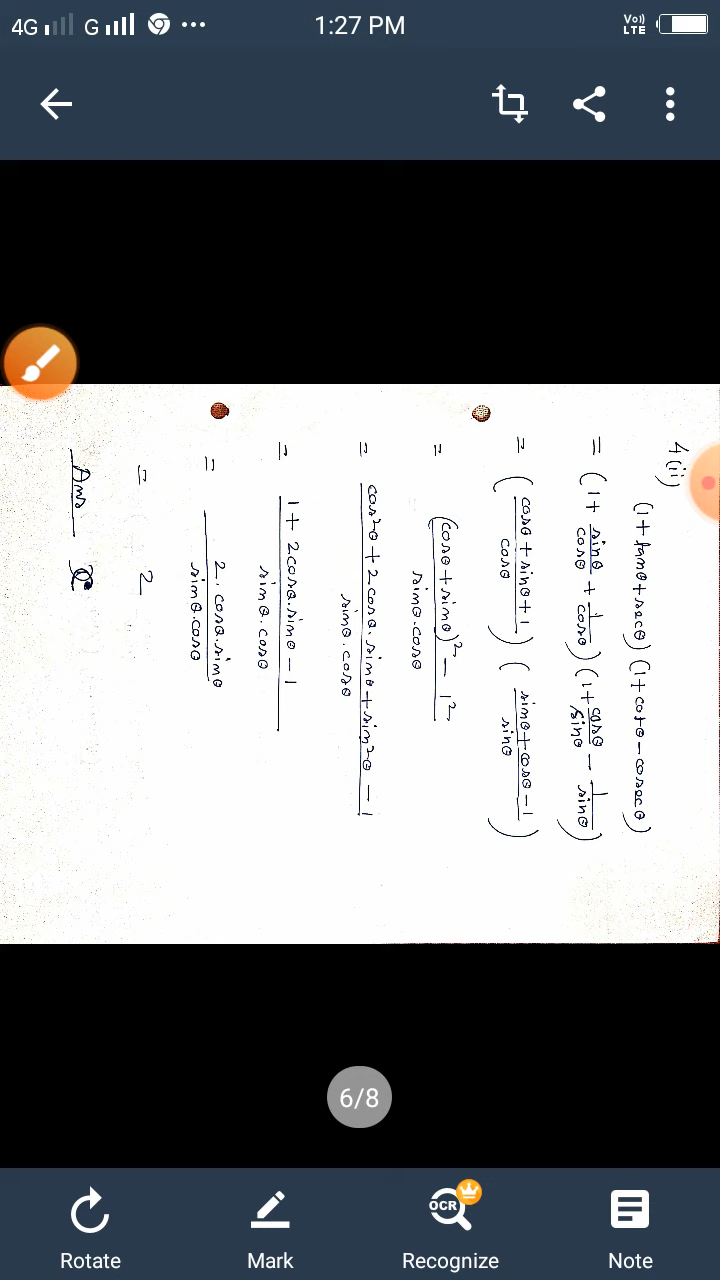 4G G ... 1:27 PM Vo) LTE
4(ii)
(1 + tanθ + secθ) (1 + cotθ - cosecθ)
= (1 + sinθ/cosθ + 1/cosθ) (1 + cosθ/sinθ - 1/sinθ)
= (cosθ + sinθ + 1/cosθ) (sinθ + cosθ - 1/sinθ)
= (cosθ + sinθ)² - 1²/sinθ.cosθ
= cos²θ + 2cosθ.sinθ + sin²θ - 1/sinθ.cosθ
= 1 + 2cosθ.sinθ - 1/sinθ.cosθ
= 2.cosθ.sinθ/sinθ.cosθ
= 2
Ans
6/8
Rotate Mark OCR Recognize Note